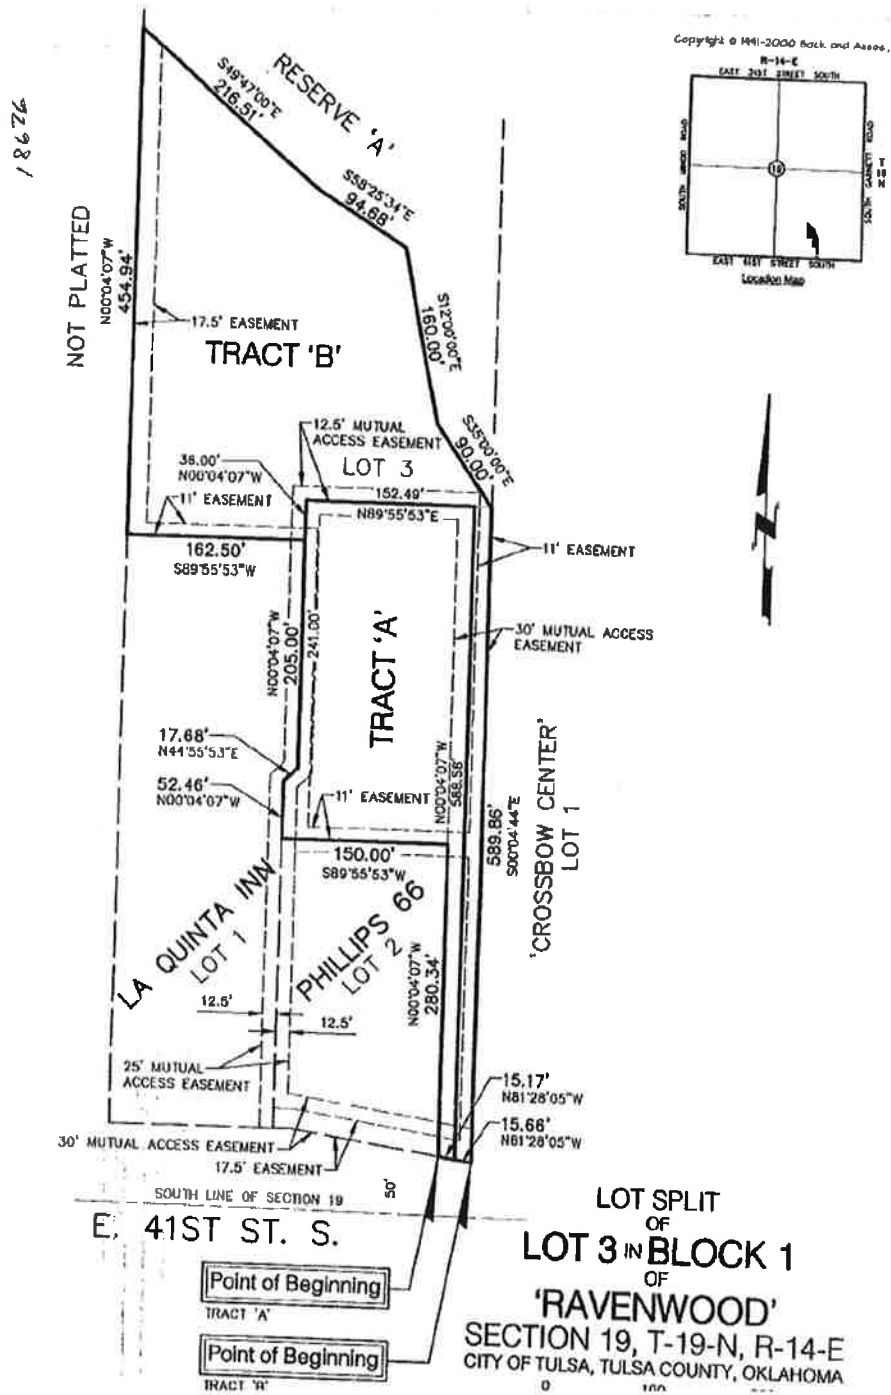 18626
Copyright © 1991-2000 Back and Assoc.
R-14-E
EAST 31ST STREET SOUTH
SOUTH GARNETT ROAD
19
T
19
N
EAST 41ST STREET SOUTH
Location Map
RESERVE 'A'
S49°47'00"E
216.51'
S58°25'34"E
94.68'
NOT PLATTED
N00°04'07"W
454.94'
S12°00'00"E
160.00'
17.5' EASEMENT
TRACT 'B'
12.5' MUTUAL
ACCESS EASEMENT
S35°00'00"E
90.00'
LOT 3
36.00'
N00°04'07"W
11' EASEMENT
152.49'
N89°55'53"E
162.50'
S89°55'53"W
11' EASEMENT
N00°04'07"W
205.00'
241.00'
TRACT 'A'
30' MUTUAL ACCESS
EASEMENT
17.68'
N44°55'53"E
52.46'
N00°04'07"W
N00°04'07"W
588.56'
589.86'
S00°04'44"E
'CROSSBOW CENTER'
LOT 1
11' EASEMENT
150.00'
S89°55'53"W
LA QUINTA INN
LOT 1
PHILLIPS 66
LOT 2
N00°04'07"W
280.34'
12.5'
12.5'
25' MUTUAL
ACCESS EASEMENT
15.17'
N81°28'05"W
15.66'
N81°28'05"W
30' MUTUAL ACCESS EASEMENT
17.5' EASEMENT
SOUTH LINE OF SECTION 19
50'
E. 41ST ST. S.
Point of Beginning
TRACT 'A'
Point of Beginning
TRACT 'B'
LOT SPLIT
OF
LOT 3 IN BLOCK 1
OF
'RAVENWOOD'
SECTION 19, T-19-N, R-14-E
CITY OF TULSA, TULSA COUNTY, OKLAHOMA
0 100